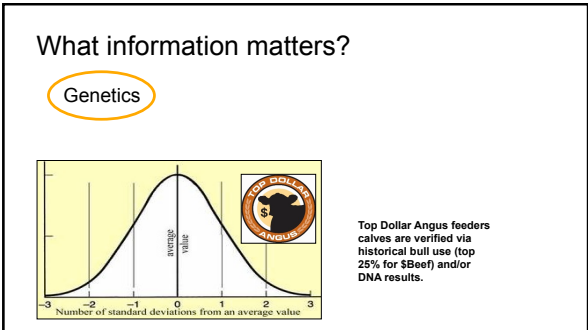 What information matters?
Genetics
TOP DOLLAR
$
ANGUS
average
value
-3 -2 -1 0 1 2 3
Number of standard deviations from an average value
Top Dollar Angus feeders
calves are verified via
historical bull use (top
25% for $Beef) and/or
DNA results.